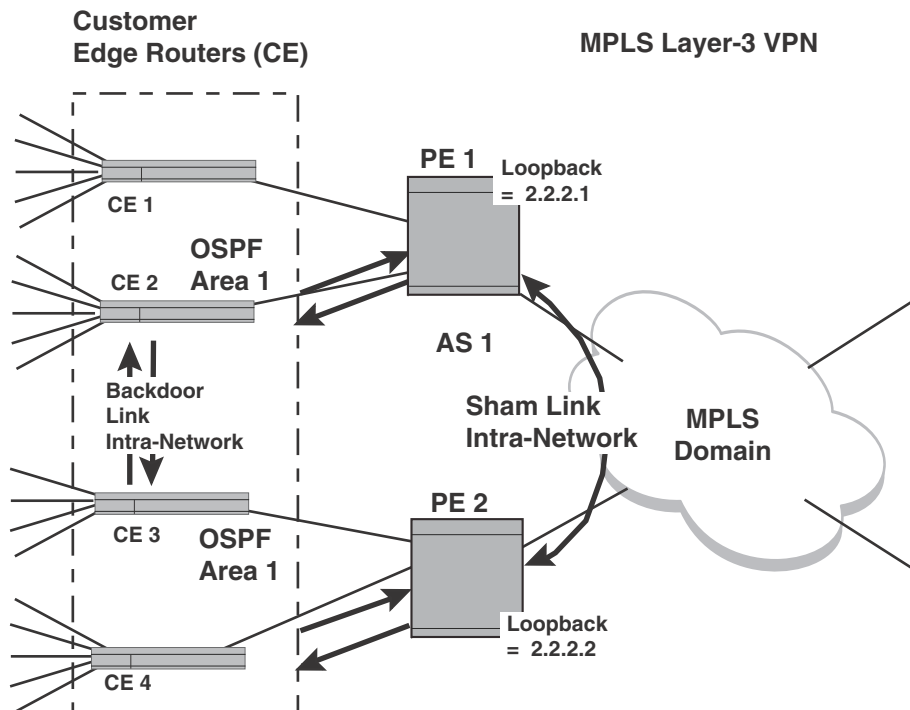 Customer
Edge Routers (CE)
MPLS Layer-3 VPN
PE 1
Loopback
= 2.2.2.1
CE 1
OSPF
Area 1
CE 2
AS 1
Backdoor
Link
Intra-Network
Sham Link
Intra-Network
MPLS
Domain
PE 2
CE 3
OSPF
Area 1
Loopback
= 2.2.2.2
CE 4